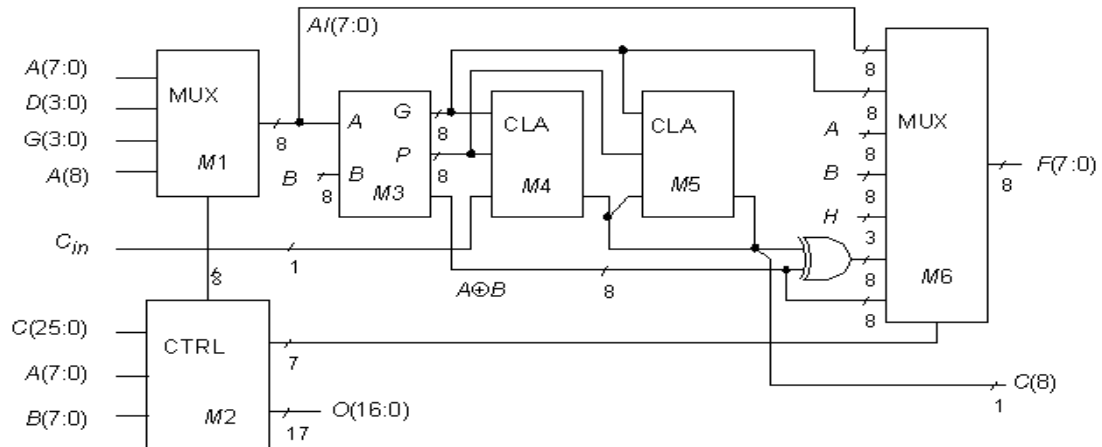 AI(7:0)
A(7:0)
D(3:0)
G(3:0)
A(8)
MUX
M1
8
8
A
B
B
8
G
P
M3
8
8
CLA
M4
CLA
M5
8
8
A
8
B
8
H
3
8
8
MUX
M6
F(7:0)
8
C in
1
A⊕B
8
C(25:0)
A(7:0)
B(7:0)
CTRL
M2
7
O(16:0)
17
C(8)
1